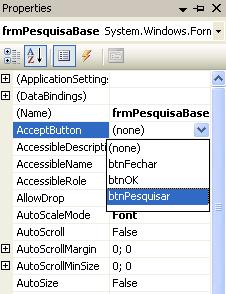 Properties
frmPesquisaBase System.Windows.Forn
(ApplicationSetting:
(DataBindings)
(Name) frmPesquisaBase
AcceptButton (none)
AccessibleDescripti (none)
AccessibleName btnFechar
AccessibleRole btnOK
AllowDrop btnPesquisar
AutoScaleMode Font
AutoScroll False
AutoScrollMargin 0; 0
AutoScrollMinSize 0; 0
AutoSize False